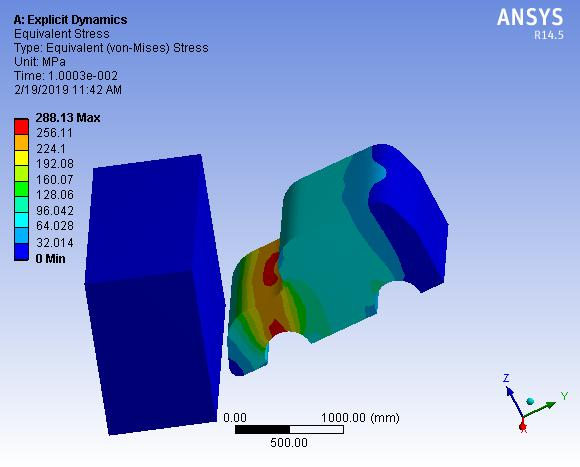 A: Explicit Dynamics
Equivalent Stress
Type: Equivalent (von-Mises) Stress
Unit: MPa
Time: 1.0003e-002
2/19/2019 11:42 AM
ANSYS
R14.5
288.13 Max
256.11
224.1
192.08
160.07
128.06
96.042
64.028
32.014
0 Min
0.00
1000.00 (mm)
500.00
Z
Y
X